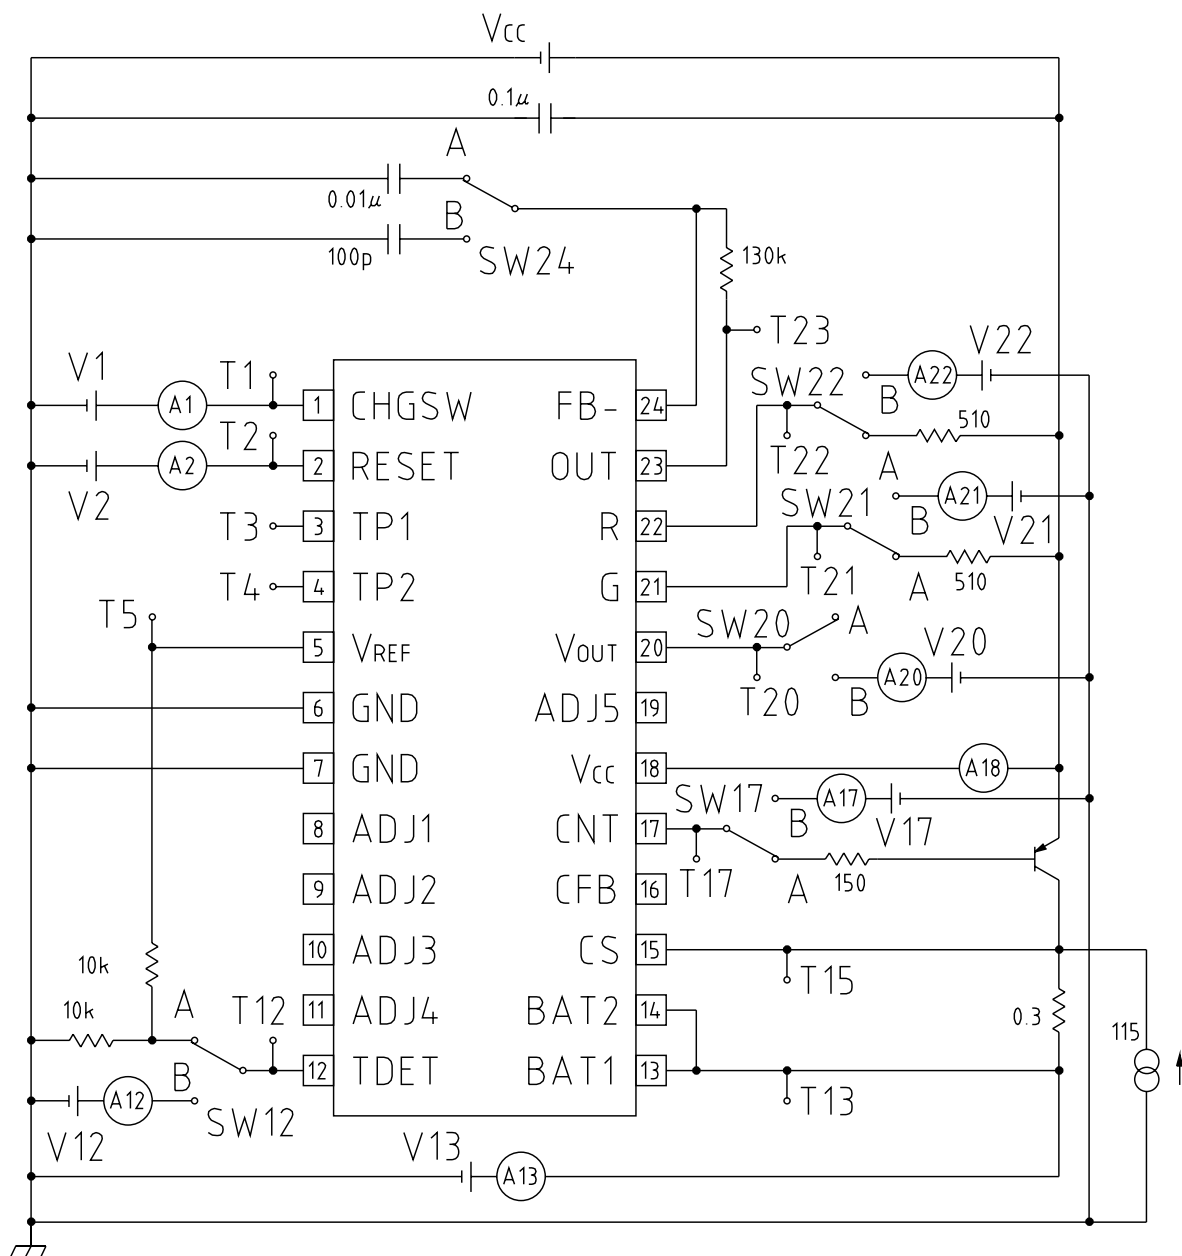 Vcc
0.1μ
A
0.01μ
B
100p
SW24
130k
T23
V22
V1
T1
SW22
A22
A1
1
CHGSW
FB-
24
B
510
T2
A2
2
RESET
OUT
23
T22
A
V2
SW21
A21
T3
3
TP1
R
22
B
V21
T4
4
TP2
G
21
T21
A
510
T5
SW20
A
V20
5
VREF
VOUT
20
A20
T20
B
6
GND
ADJ5
19
7
GND
Vcc
18
A18
SW17
A17
B
V17
8
ADJ1
CNT
17
T17
A
150
9
ADJ2
CFB
16
10k
10
ADJ3
CS
15
T15
10k
A
T12
11
ADJ4
BAT2
14
0.3
115
B
12
TDET
BAT1
13
A12
SW12
T13
V12
V13
A13